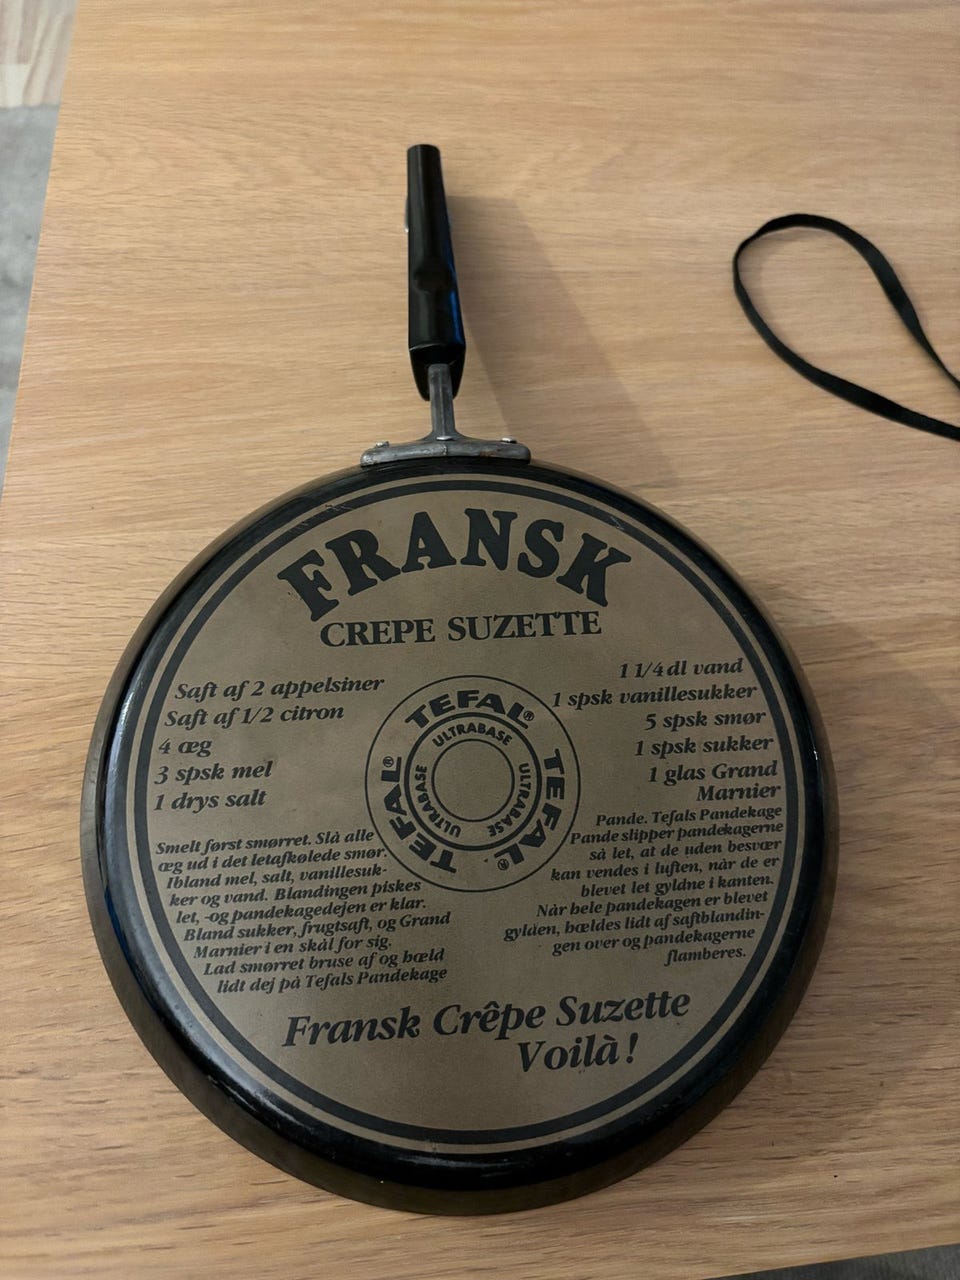 FRANSK
CREPE SUZETTE
Saft af 2 appelsiner
Saft af 1/2 citron
4 æg
3 spsk mel
1 drys salt
1 1/4 dl vand
1 spsk vanillesukker
5 spsk smør
1 spsk sukker
1 glas Grand
Marnier
TEFAL®
ULTRABASE
TEFAL®
ULTRABASE
TEFAL®
ULTRABASE
Smelt først smørret. Slå alle
æg ud i det letafkølede smør.
Ibland mel, salt, vanillesuk-
ker og vand. Blandingen piskes
let, -og pandekagedejen er klar.
Bland sukker, frugtsaft, og Grand
Marnier i en skål for sig.
Lad smørret bruse af og hæld
lidt dej på Tefals Pandekage
Pande. Tefals Pandekage
Pande slipper pandekagerne
så let, at de uden besvær
kan vendes i luften, når de er
blevet let gyldne i kanten.
Når hele pandekagen er blevet
gylden, hældes lidt af saftblandin-
gen over og pandekagerne
flamberes.
Fransk Crêpe Suzette
Voilà!